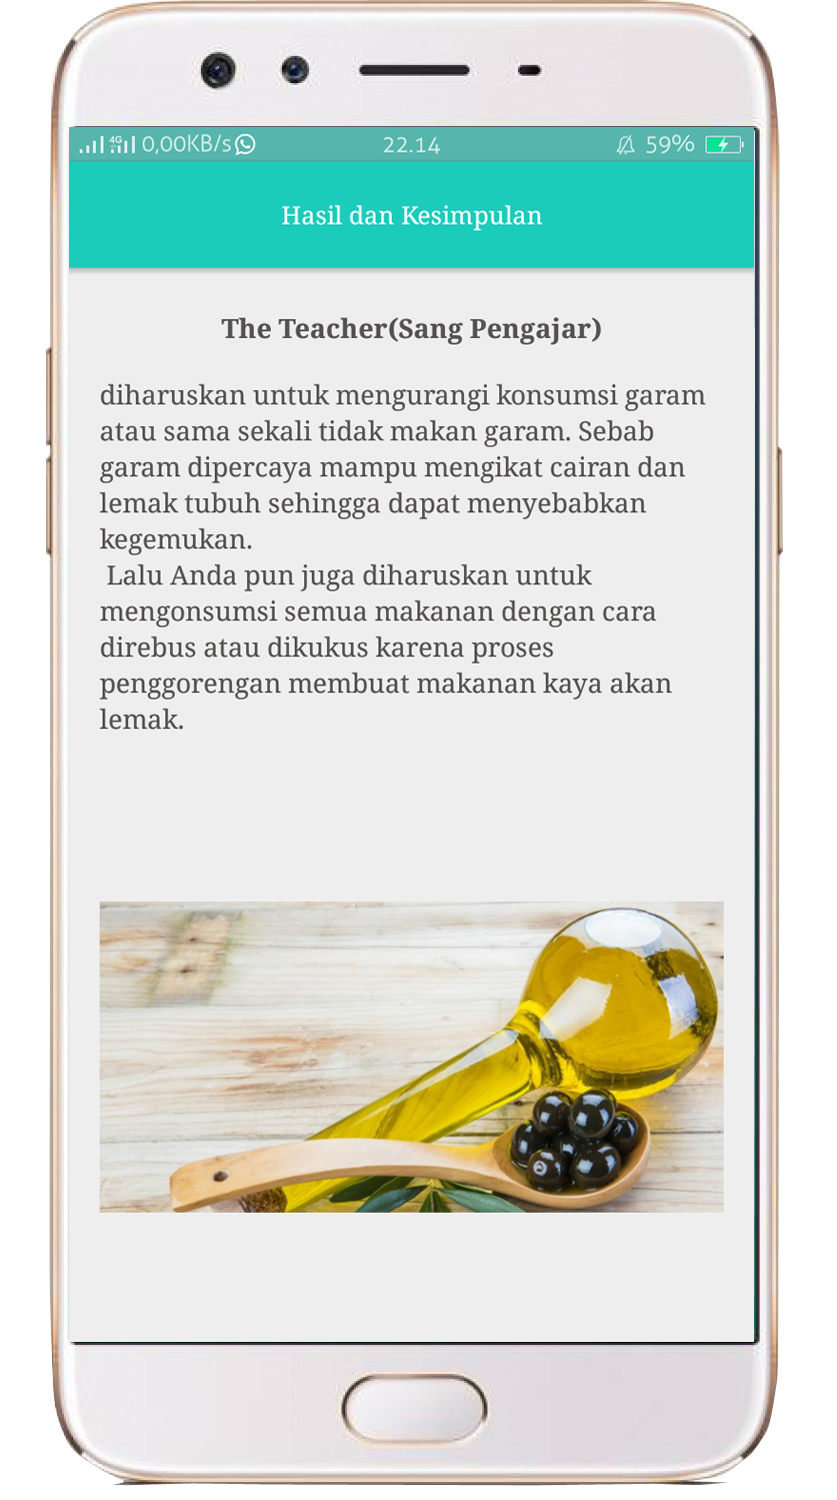 4G 0,00KB/s 22.14 59%
Hasil dan Kesimpulan
The Teacher(Sang Pengajar)
diharuskan untuk mengurangi konsumsi garam
atau sama sekali tidak makan garam. Sebab
garam dipercaya mampu mengikat cairan dan
lemak tubuh sehingga dapat menyebabkan
kegemukan.
Lalu Anda pun juga diharuskan untuk
mengonsumsi semua makanan dengan cara
direbus atau dikukus karena proses
penggorengan membuat makanan kaya akan
lemak.